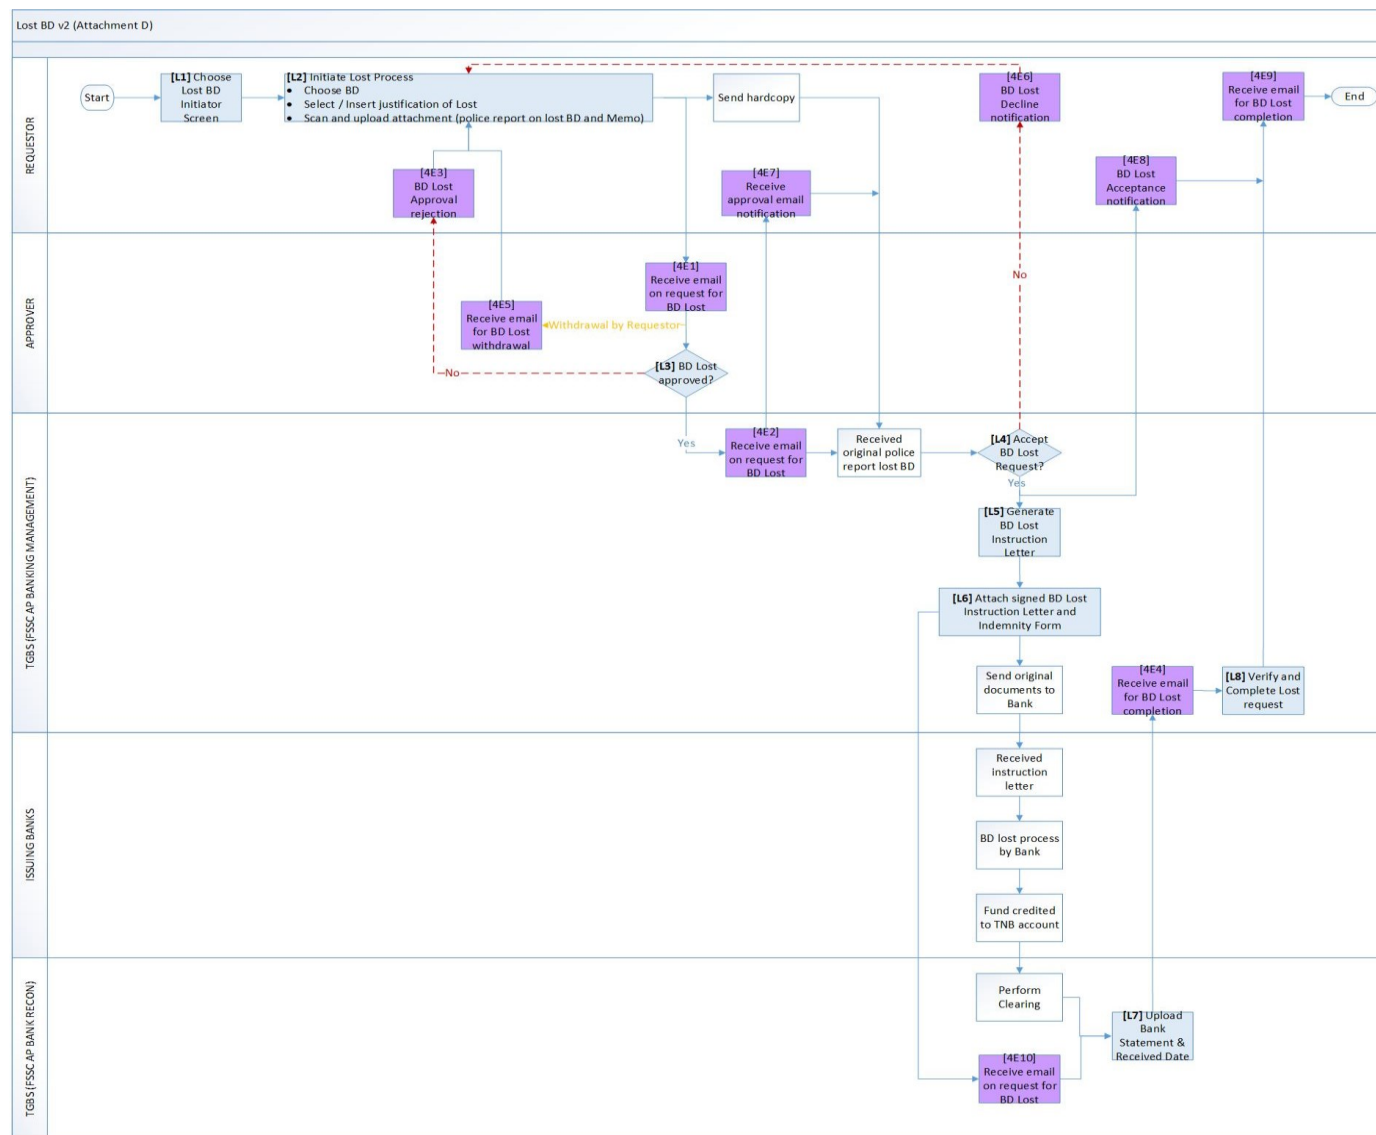 Lost BD v2 (Attachment D)
REQUESTOR
Start
[L1] Choose
Lost BD
Initiator
Screen
[L2] Initiate Lost Process
• Choose BD
• Select / Insert justification of Lost
• Scan and upload attachment (police report on lost BD and Memo)
Send hardcopy
[4E6]
BD Lost
Decline
notification
[4E9]
Receive email
for BD Lost
completion
End
[4E3]
BD Lost
Approval
rejection
[4E7]
Receive
approval email
notification
[4E8]
BD Lost
Acceptance
notification
APPROVER
[4E1]
Receive email
on request for
BD Lost
No
[4E5]
Receive email
for BD Lost
withdrawal
Withdrawal by Requestor
[L3] BD Lost
approved?
No
TGBS (FSSC AP BANKING MANAGEMENT)
Yes
[4E2]
Receive email
on request for
BD Lost
Received
original police
report lost BD
[L4] Accept
BD Lost
Request?
Yes
[L5] Generate
BD Lost
Instruction
Letter
[L6] Attach signed BD Lost
Instruction Letter and
Indemnity Form
Send original
documents to
Bank
[4E4]
Receive email
for BD Lost
completion
[L8] Verify and
Complete Lost
request
ISSUING BANKS
Received
instruction
letter
BD lost process
by Bank
Fund credited
to TNB account
TGBS (FSSC AP BANK RECON)
Perform
Clearing
[L7] Upload
Bank
Statement &
Received Date
[4E10]
Receive email
on request for
BD Lost